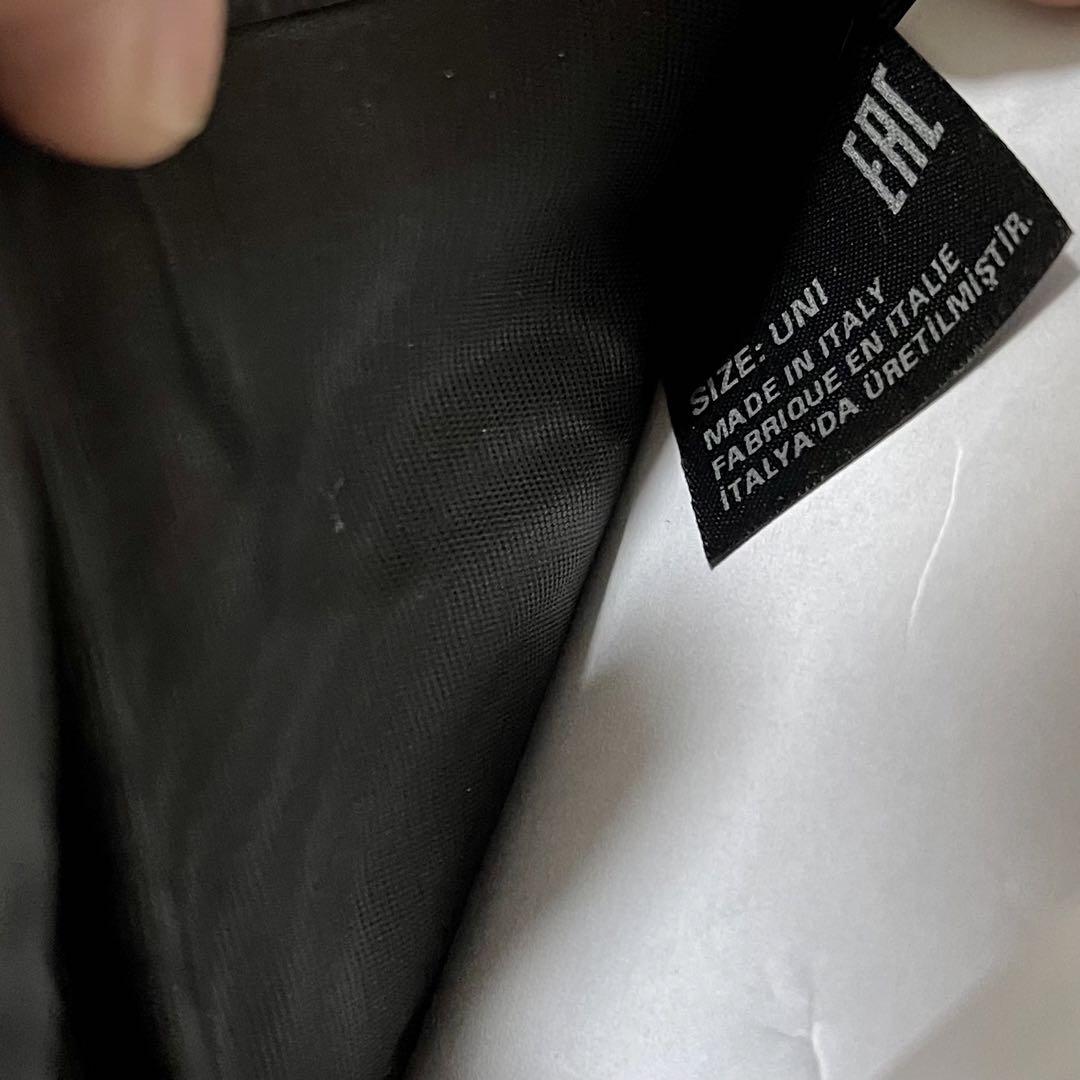 EAC
SIZE: UNI
MADE IN ITALY
FABRIQUE EN ITALIE
İTALYA'DA ÜRETİLMİŞTİR.